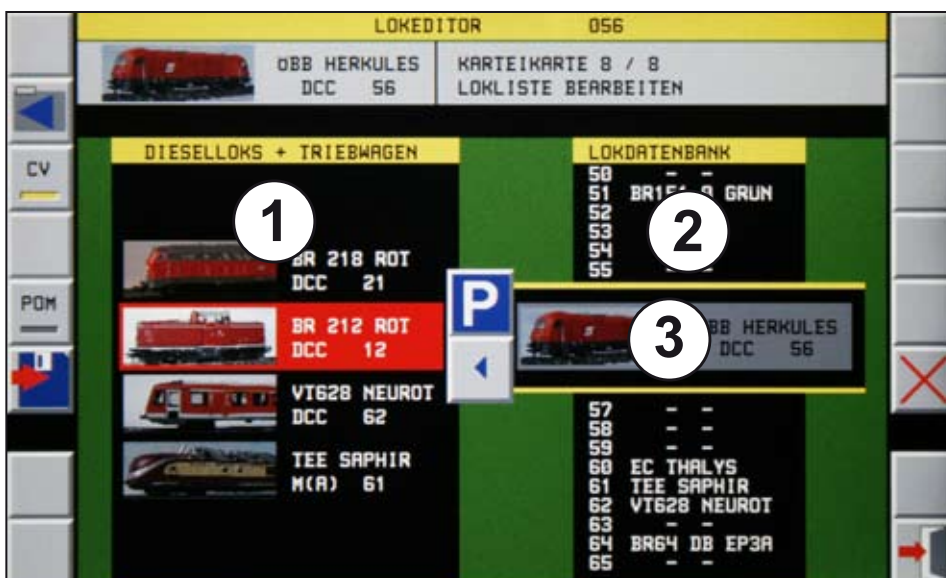 LOKEDITOR 056
ÖBB HERKULES
DCC 56
KARTEIKARTE 8 / 8
LOKLISTE BEARBEITEN
CV
POM
DIESELLOKS + TRIEBWAGEN
1
BR 218 ROT
DCC 21
BR 212 ROT
DCC 12
VT628 NEUROT
DCC 62
TEE SAPHIR
M(A) 61
P
LOKDATENBANK
50 - -
51 GRUN
52
53
54
55 - -
2
3
BB HERKULES
DCC 56
57 - -
58 - -
59 - -
60 EC THALYS
61 TEE SAPHIR
62 VT628 NEUROT
63 - -
64 BR64 DB EP3A
65 - -